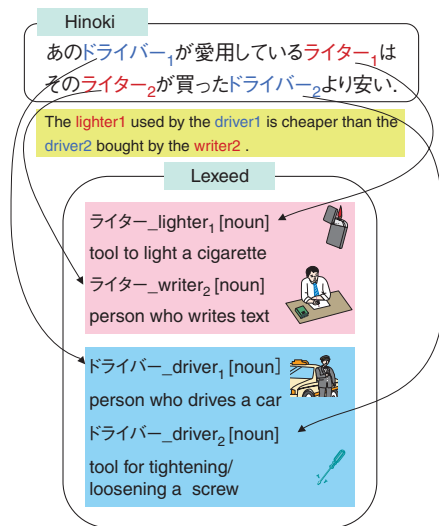 Hinoki
あのドライバー1が愛用しているライター1は
そのライター2が買ったドライバー2より安い.
The lighter1 used by the driver1 is cheaper than the
driver2 bought by the writer2 .
Lexeed
ライター_lighter1 [noun]
tool to light a cigarette
ライター_writer2 [noun]
person who writes text
ドライバー_driver1 [noun]
person who drives a car
ドライバー_driver2 [noun]
tool for tightening/
loosening a screw